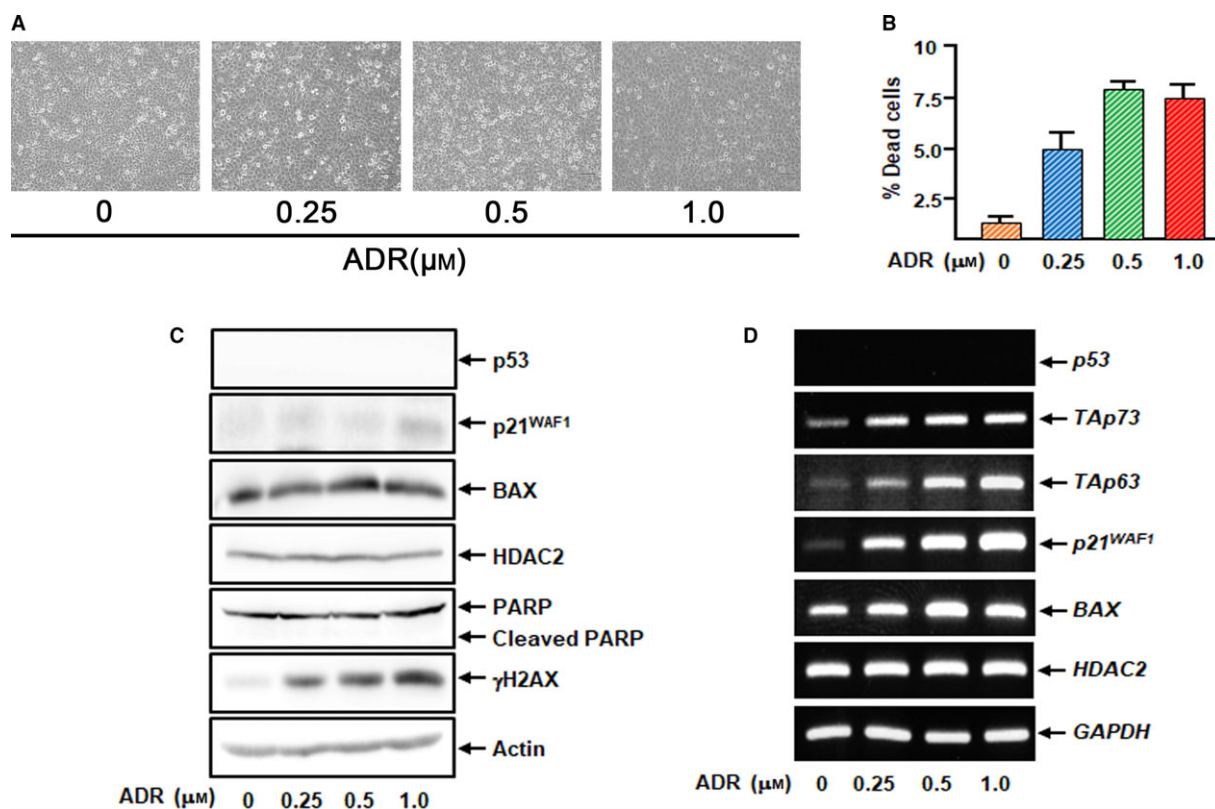 A
0 0.25 0.5 1.0
ADR(μM)
B
% Dead cells
10
7.5
5.0
2.5
ADR (μM) 0 0.25 0.5 1.0
C
p53
p21WAF1
BAX
HDAC2
PARP
Cleaved PARP
γH2AX
Actin
ADR (μM) 0 0.25 0.5 1.0
D
p53
TAp73
TAp63
p21WAF1
BAX
HDAC2
GAPDH
ADR (μM) 0 0.25 0.5 1.0